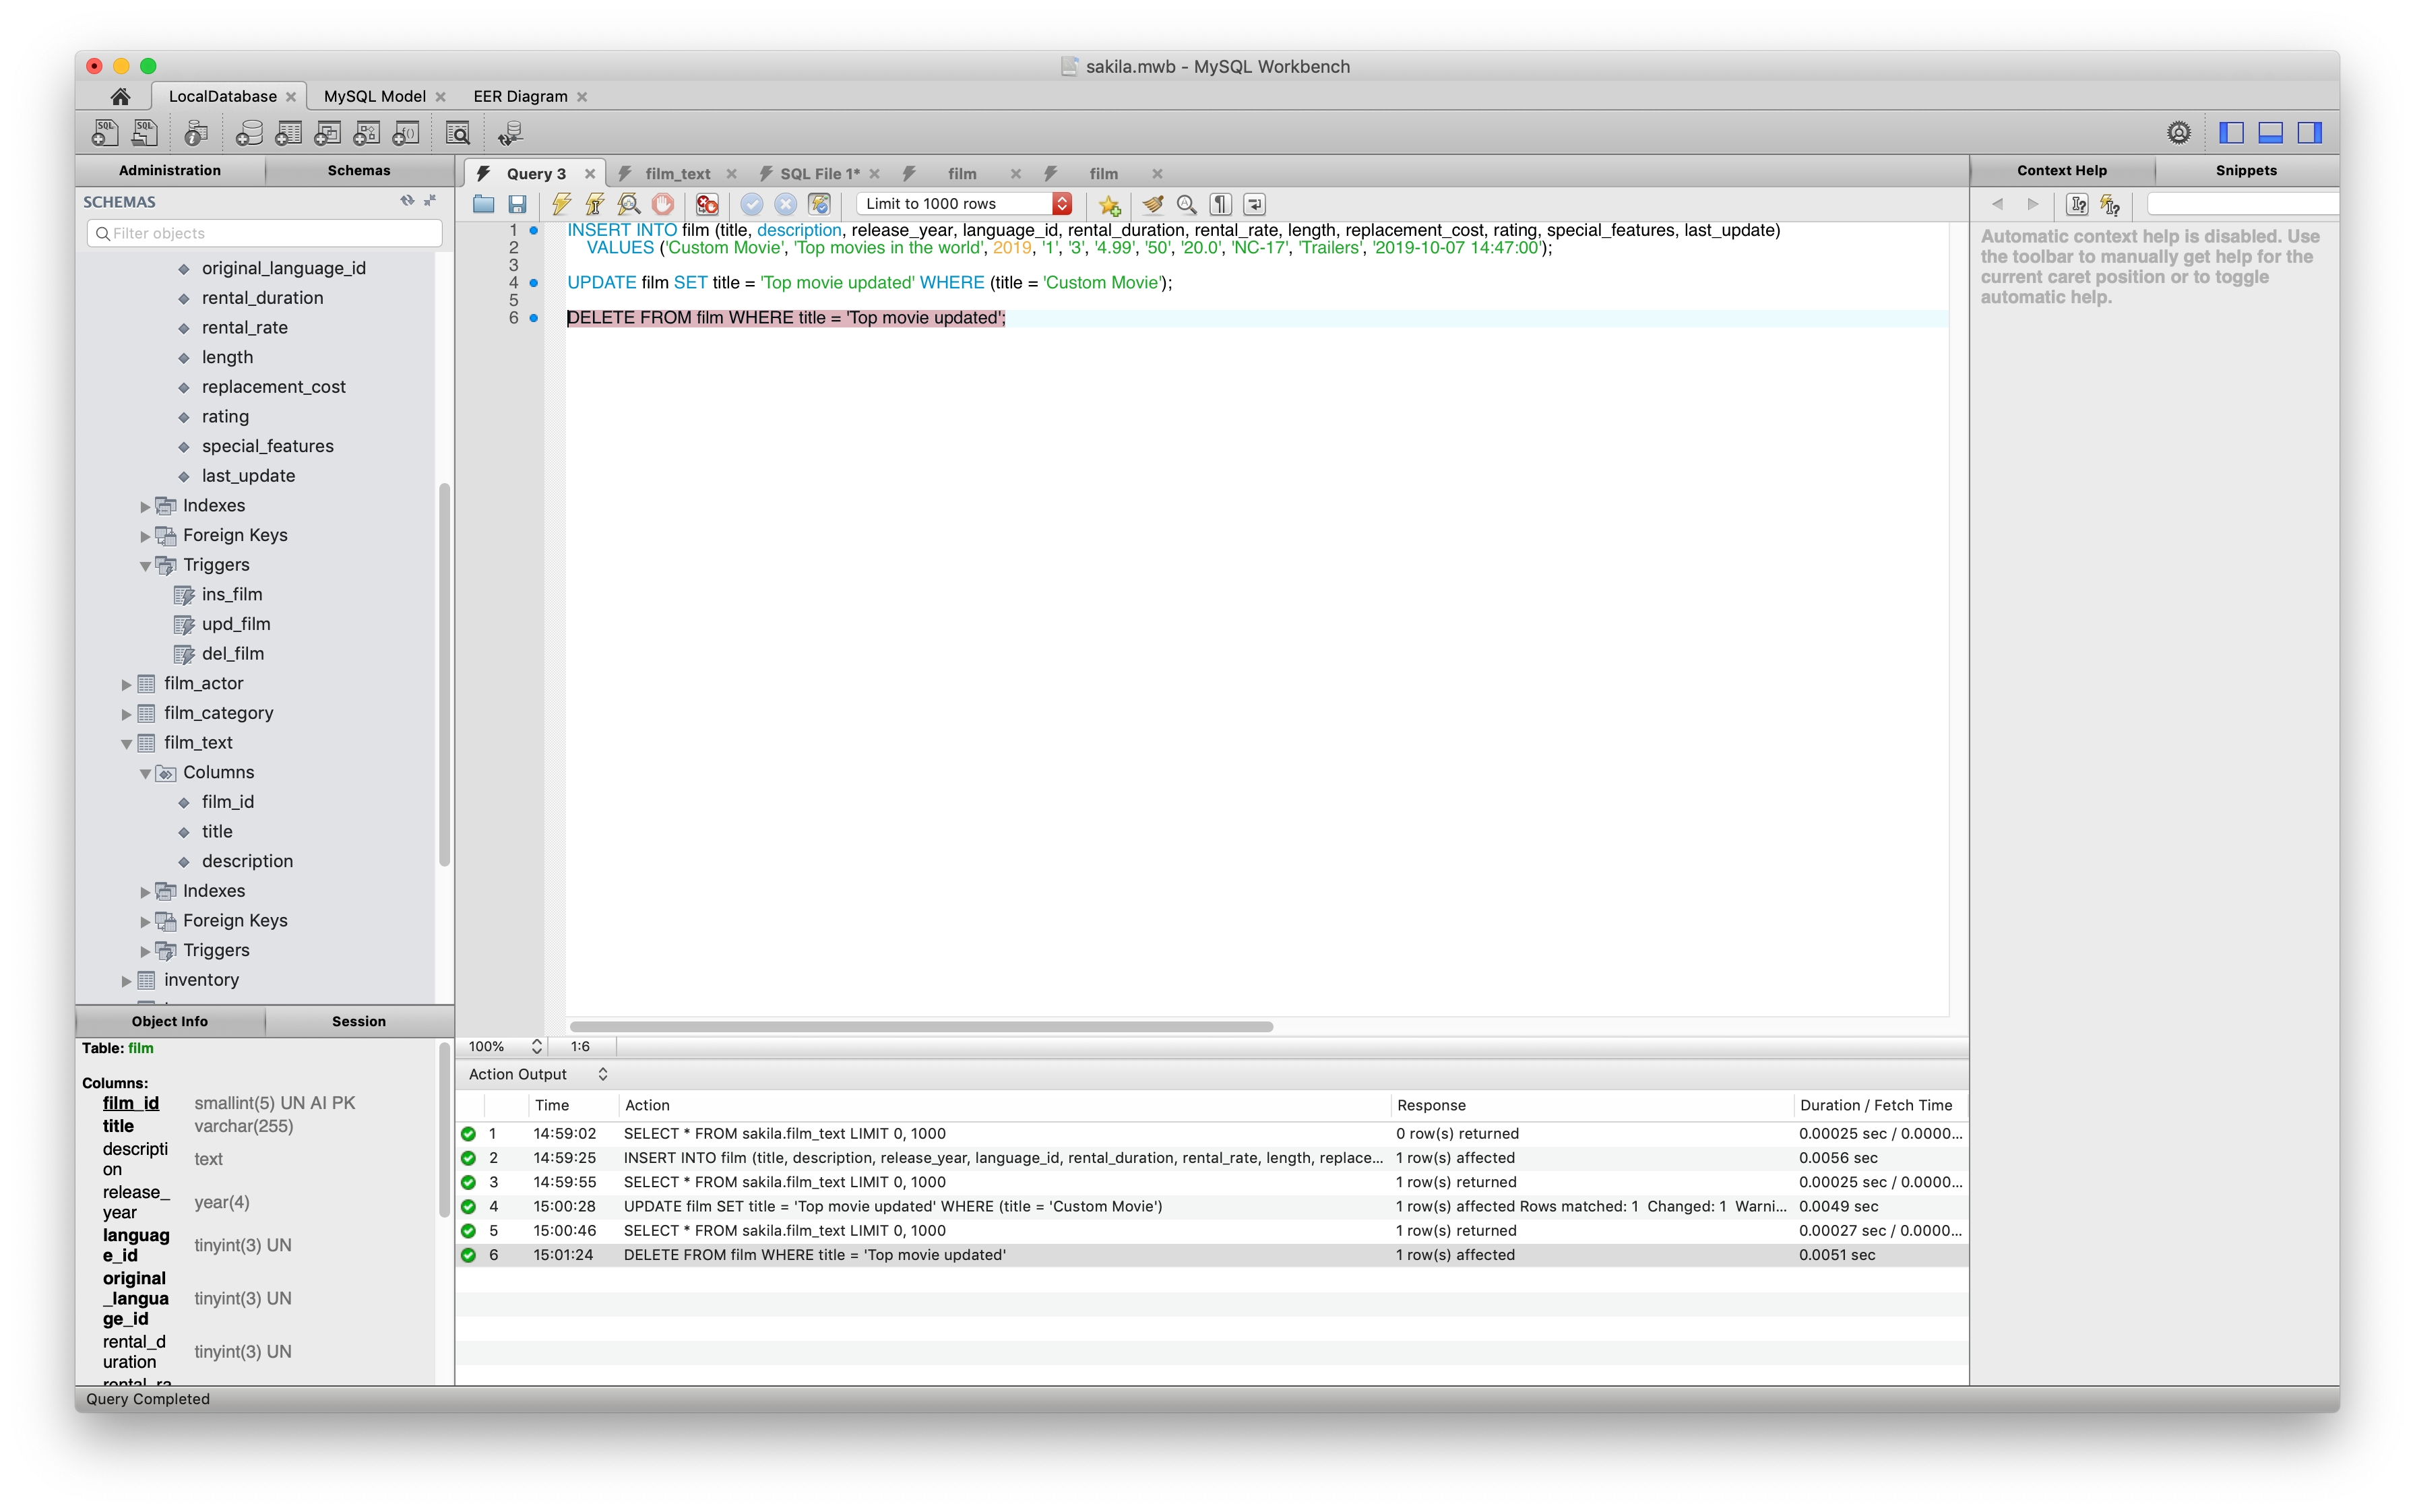 sakila.mwb - MySQL Workbench
LocalDatabase
MySQL Model
EER Diagram
Administration
Schemas
SCHEMAS
Filter objects
original_language_id
rental_duration
rental_rate
length
replacement_cost
rating
special_features
last_update
Indexes
Foreign Keys
Triggers
ins_film
upd_film
del_film
film_actor
film_category
film_text
Columns
film_id
title
description
Indexes
Foreign Keys
Triggers
inventory
Object Info
Session
Table: film
Columns:
film_id smallint(5) UN AI PK
title varchar(255)
descripti
on
text
release_
year
year(4)
languag
e_id
tinyint(3) UN
original
_langua
ge_id
tinyint(3) UN
rental_d
uration
tinyint(3) UN
Query Completed
Query 3
film_text
SQL File 1*
film
film
Limit to 1000 rows
1 INSERT INTO film (title, description, release_year, language_id, rental_duration, rental_rate, length, replacement_cost, rating, special_features, last_update)
2 VALUES ('Custom Movie', 'Top movies in the world', 2019, '1', '3', '4.99', '50', '20.0', 'NC-17', 'Trailers', '2019-10-07 14:47:00');
3
4 UPDATE film SET title = 'Top movie updated' WHERE (title = 'Custom Movie');
5
6 DELETE FROM film WHERE title = 'Top movie updated';
100%
1:6
Action Output
Time Action Response Duration / Fetch Time
1 14:59:02 SELECT * FROM sakila.film_text LIMIT 0, 1000 0 row(s) returned 0.00025 sec / 0.0000...
2 14:59:25 INSERT INTO film (title, description, release_year, language_id, rental_duration, rental_rate, length, replace... 1 row(s) affected 0.0056 sec
3 14:59:55 SELECT * FROM sakila.film_text LIMIT 0, 1000 1 row(s) returned 0.00025 sec / 0.0000...
4 15:00:28 UPDATE film SET title = 'Top movie updated' WHERE (title = 'Custom Movie') 1 row(s) affected Rows matched: 1 Changed: 1 Warni... 0.0049 sec
5 15:00:46 SELECT * FROM sakila.film_text LIMIT 0, 1000 1 row(s) returned 0.00027 sec / 0.0000...
6 15:01:24 DELETE FROM film WHERE title = 'Top movie updated' 1 row(s) affected 0.0051 sec
Context Help
Snippets
Automatic context help is disabled. Use
the toolbar to manually get help for the
current caret position or to toggle
automatic help.